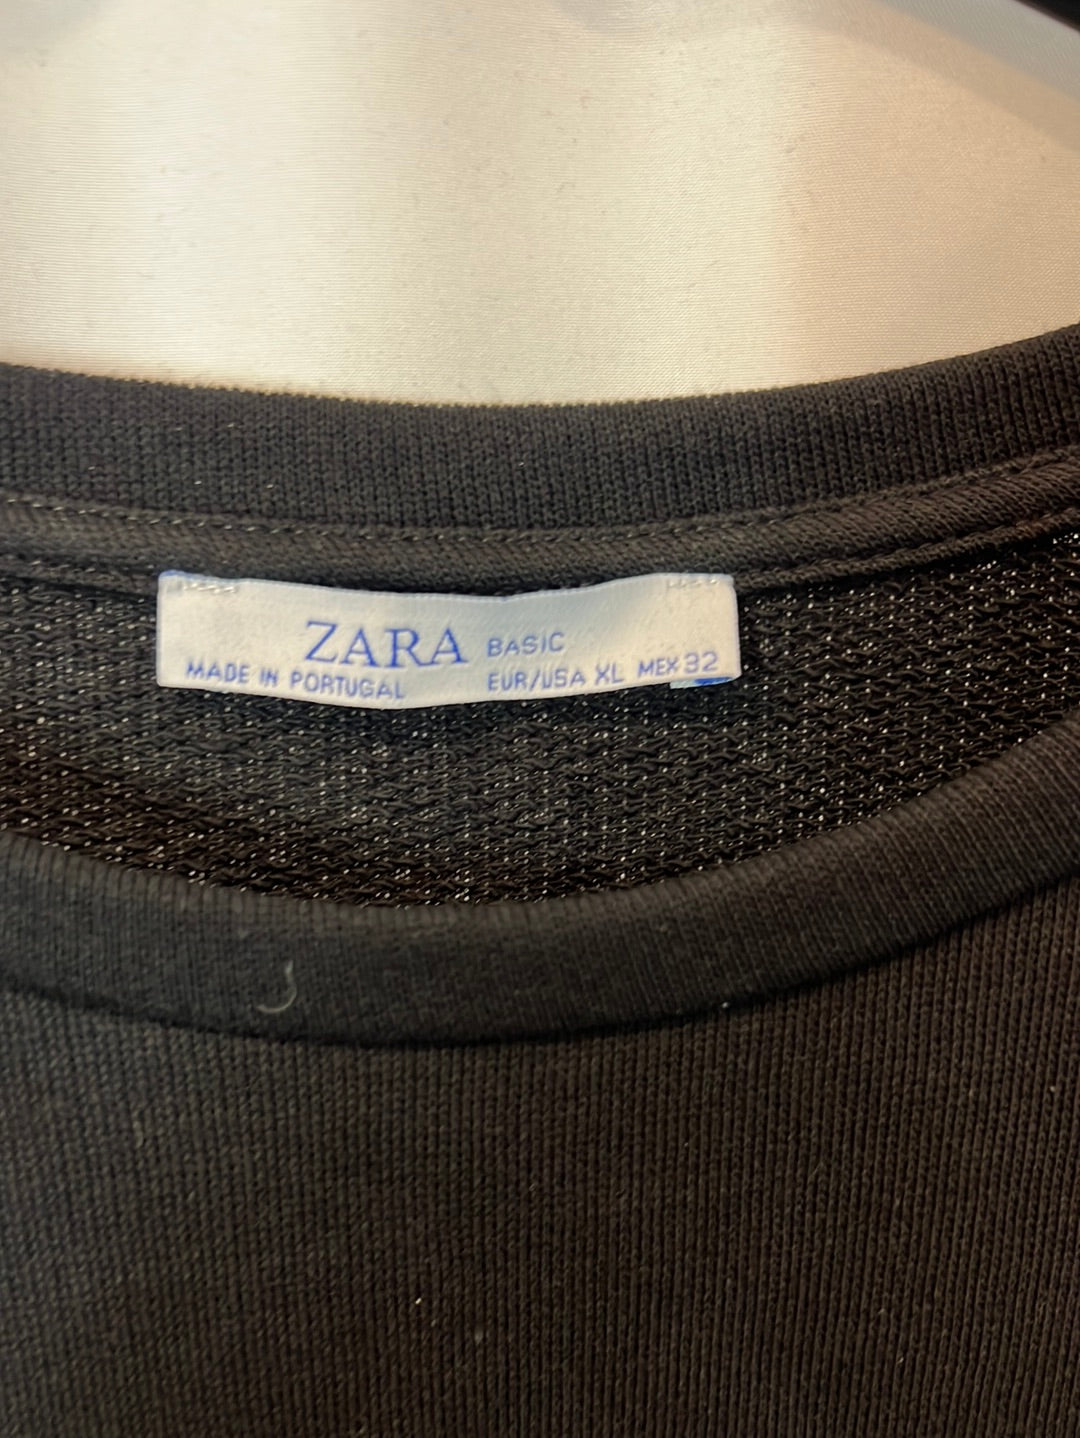 ZARA BASIC
MADE IN PORTUGAL EUR/USA XL MEX 32